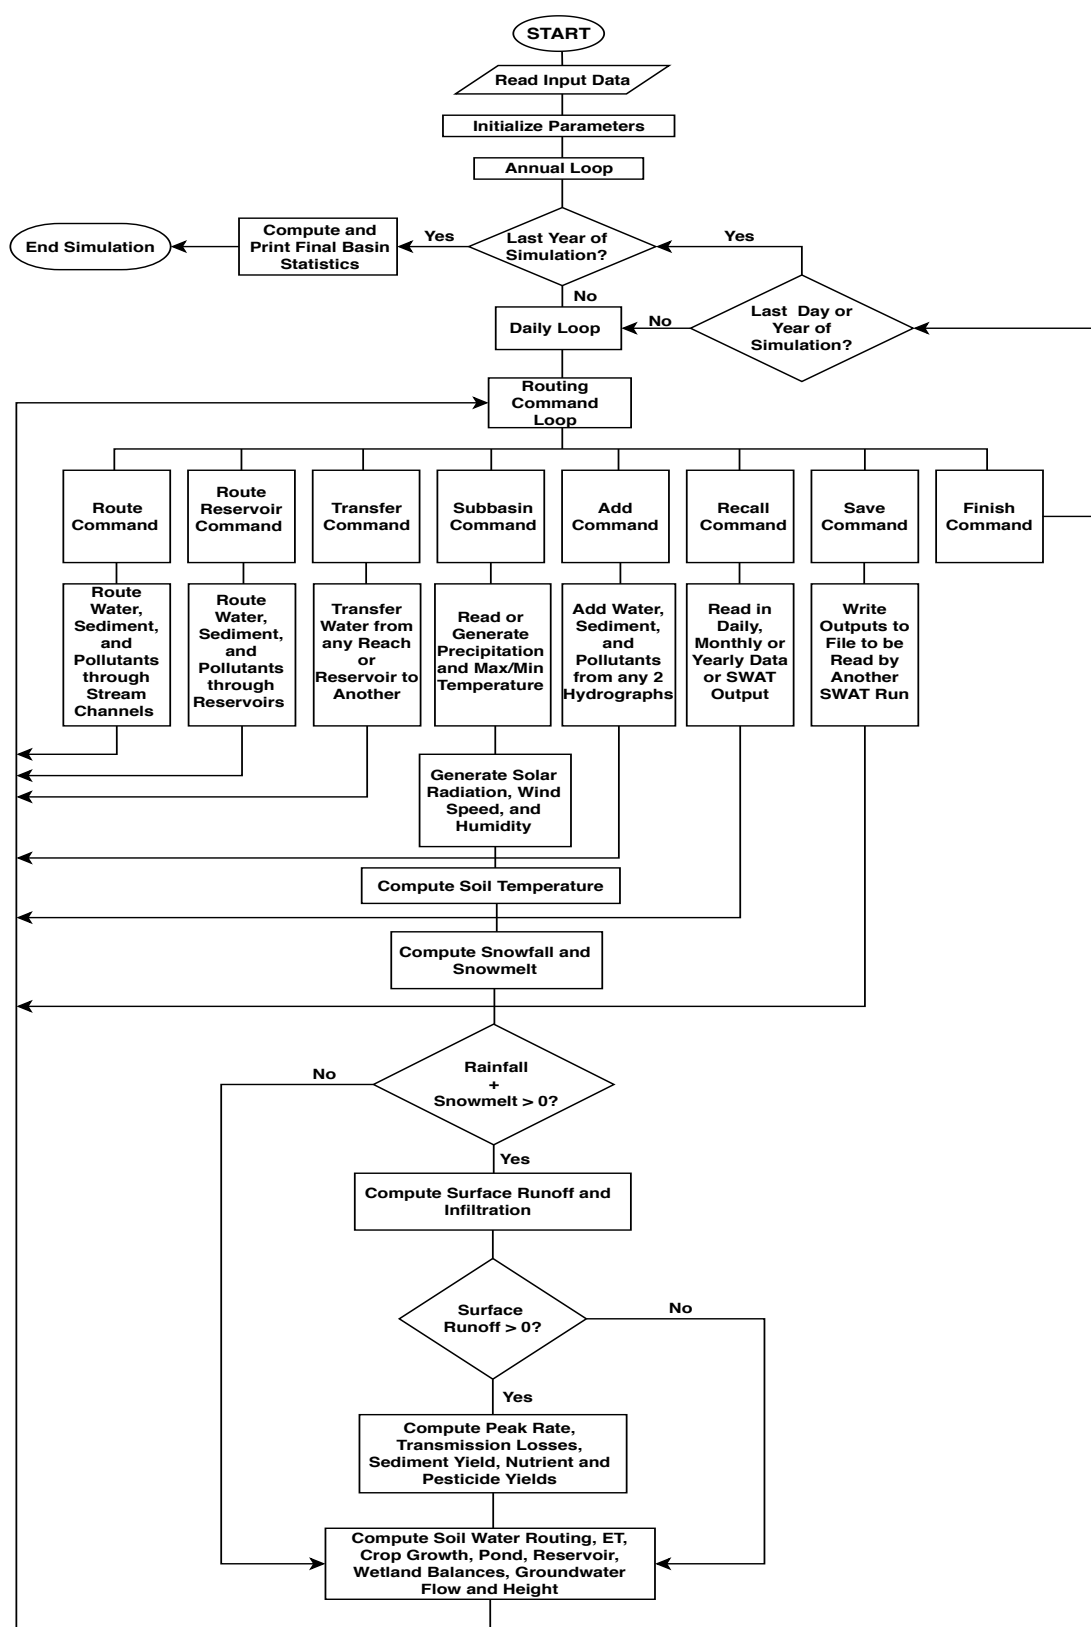 START
Read Input Data
Initialize Parameters
Annual Loop
End Simulation
Compute and
Print Final Basin
Statistics
Yes
Last Year of
Simulation?
Yes
No
Daily Loop
No
Last Day or
Year of
Simulation?
Routing
Command
Loop
Route
Command
Route
Reservoir
Command
Transfer
Command
Subbasin
Command
Add
Command
Recall
Command
Save
Command
Finish
Command
Route
Water,
Sediment,
and
Pollutants
through
Stream
Channels
Route
Water,
Sediment,
and
Pollutants
through
Reservoirs
Transfer
Water from
any Reach
or
Reservoir to
Another
Read or
Generate
Precipitation
and Max/Min
Temperature
Add Water,
Sediment,
and
Pollutants
from any 2
Hydrographs
Read in
Daily,
Monthly or
Yearly Data
or SWAT
Output
Write
Outputs to
File to be
Read by
Another
SWAT Run
Generate Solar
Radiation, Wind
Speed, and
Humidity
Compute Soil Temperature
Compute Snowfall and
Snowmelt
No
Rainfall
+
Snowmelt > 0?
Yes
Compute Surface Runoff and
Infiltration
Surface
Runoff > 0?
No
Yes
Compute Peak Rate,
Transmission Losses,
Sediment Yield, Nutrient and
Pesticide Yields
Compute Soil Water Routing, ET,
Crop Growth, Pond, Reservoir,
Wetland Balances, Groundwater
Flow and Height